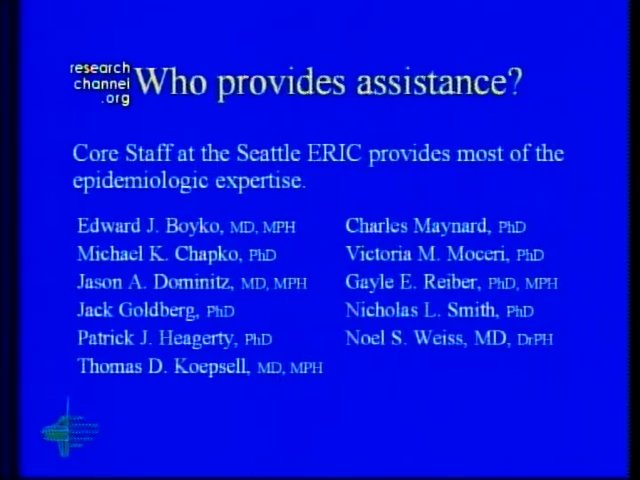 research
channel
.org
Who provides assistance?
Core Staff at the Seattle ERIC provides most of the
epidemiologic expertise.
Edward J. Boyko, MD, MPH
Michael K. Chapko, PhD
Jason A. Dominitz, MD, MPH
Jack Goldberg, PhD
Patrick J. Heagerty, PhD
Thomas D. Koepsell, MD, MPH
Charles Maynard, PhD
Victoria M. Moceri, PhD
Gayle E. Reiber, PhD, MPH
Nicholas L. Smith, PhD
Noel S. Weiss, MD, DrPH